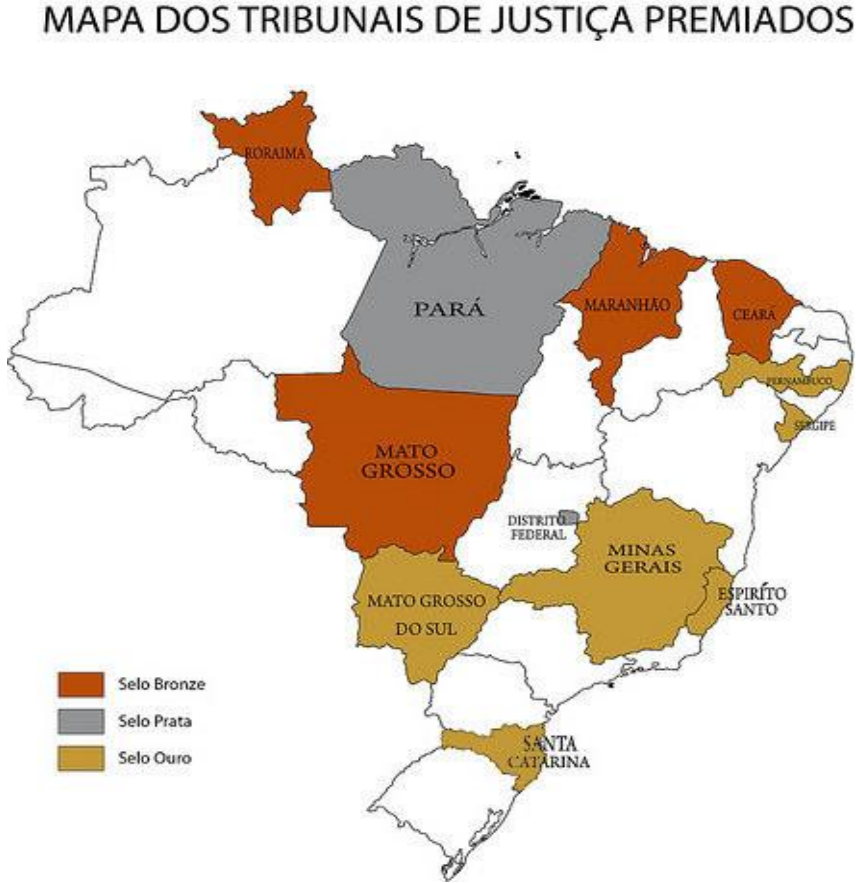 MAPA DOS TRIBUNAIS DE JUSTIÇA PREMIADOS
RORAIMA
PARÁ
MARANHÃO
CEARÁ
PERNAMBUCO
SERGIPE
MATO
GROSSO
DISTRITO
FEDERAL
MINAS
GERAIS
ESPIRÍTO
SANTO
MATO GROSSO
DO SUL
SANTA
CATARINA
Selo Bronze
Selo Prata
Selo Ouro